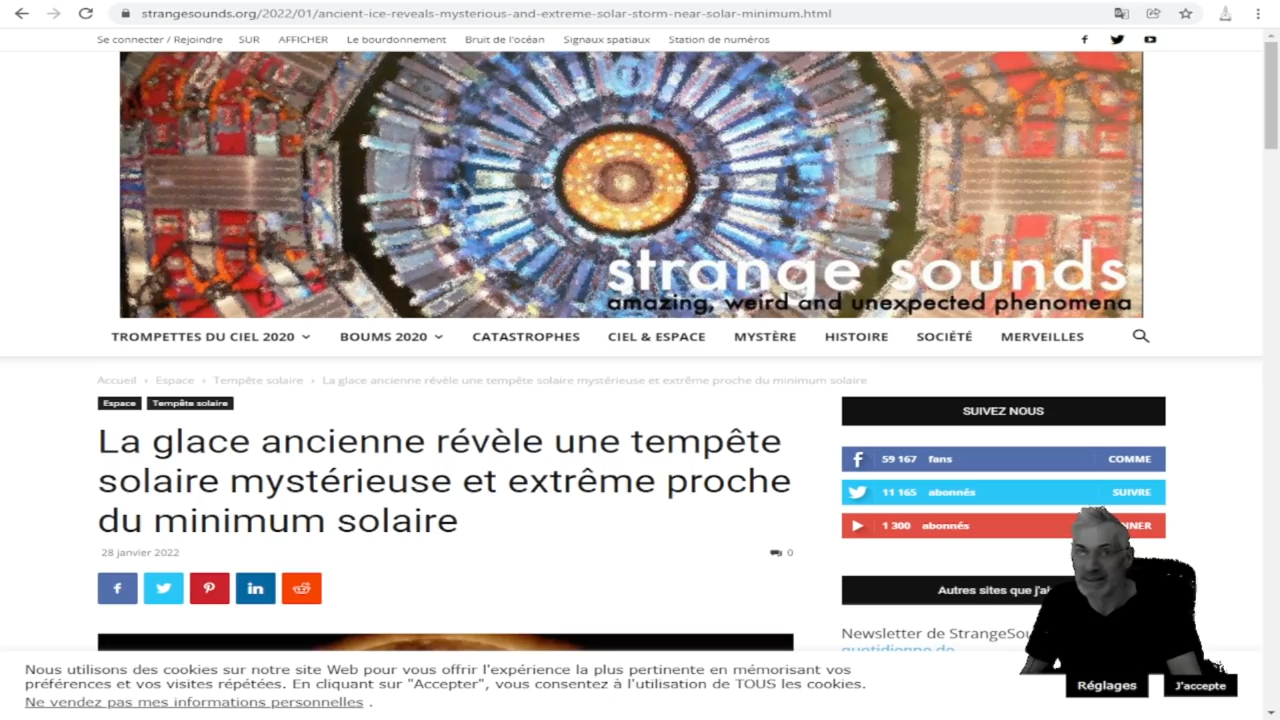 strangesounds.org/2022/01/ancient-ice-reveals-mysterious-and-extreme-solar-storm-near-solar-minimum.html
Se connecter / Rejoindre SUR AFFICHER Le bourdonnement Bruit de l'océan Signaux spatiaux Station de numéros
strange sounds
amazing, weird and unexpected phenomena
TROMPETTES DU CIEL 2020 BOUMS 2020 CATASTROPHES CIEL & ESPACE MYSTÈRE HISTOIRE SOCIÉTÉ MERVEILLES
Accueil › Espace › Tempête solaire › La glace ancienne révèle une tempête solaire mystérieuse et extrême proche du minimum solaire
Espace Tempête solaire
La glace ancienne révèle une tempête
solaire mystérieuse et extrême proche
du minimum solaire
28 janvier 2022 0
SUIVEZ NOUS
59 167 fans COMME
11 165 abonnés SUIVRE
1 300 abonnés
Autres sites que
Newsletter de
quotidienne de
Nous utilisons des cookies sur notre site Web pour vous offrir l'expérience la plus pertinente en mémorisant vos
préférences et vos visites répétées. En cliquant sur "Accepter", vous consentez à l'utilisation de TOUS les cookies.
Ne vendez pas mes informations personnelles .
Réglages J'accepte